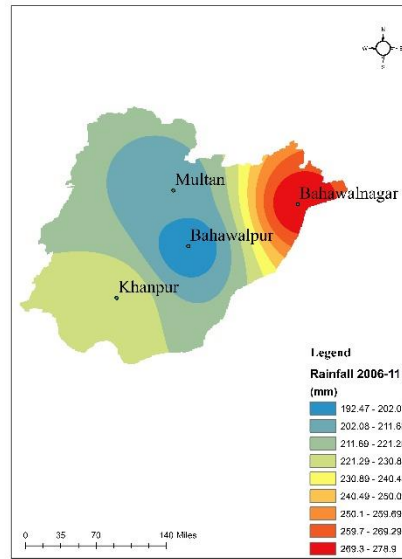 N
W
E
S
Multan
Bahawalnagar
Bahawalpur
Khanpur
Legend
Rainfall 2006-11
(mm)
192.47 - 202.0
202.08 - 211.6
211.69 - 221.2
221.29 - 230.8
230.89 - 240.4
240.49 - 250.0
250.1 - 259.69
259.7 - 269.29
269.3 - 278.9
0 35 70 140 Miles